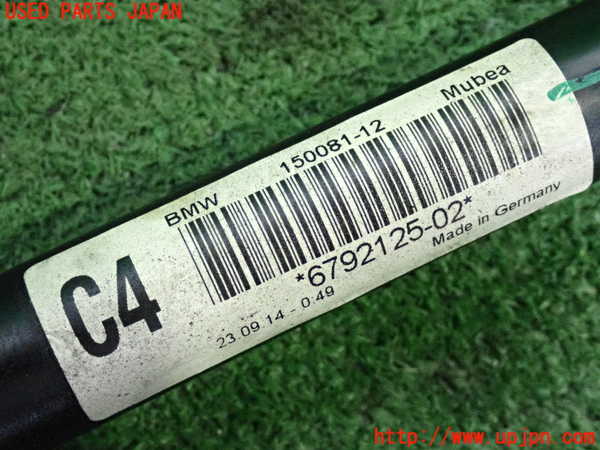 USED PARTS JAPAN
BMW 150081-12 Mubea
*6792125-02*
C4
23.09.14 - 0:49
Made in Germany
http://www.upjpn.com/